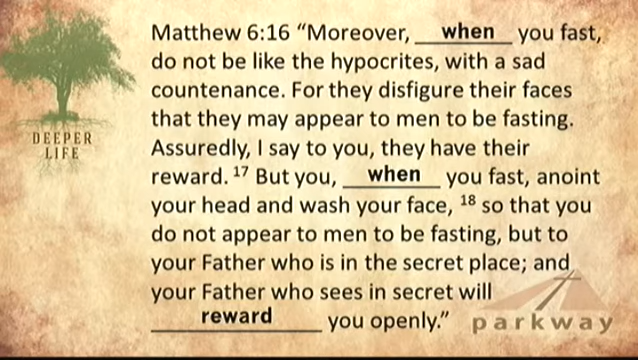 Matthew 6:16 “Moreover, when you fast,
do not be like the hypocrites, with a sad
countenance. For they disfigure their faces
that they may appear to men to be fasting.
Assuredly, I say to you, they have their
reward. 17 But you, when you fast, anoint
your head and wash your face, 18 so that you
do not appear to men to be fasting, but to
your Father who is in the secret place; and
your Father who sees in secret will
reward you openly.”
DEEPER
LIFE
parkway